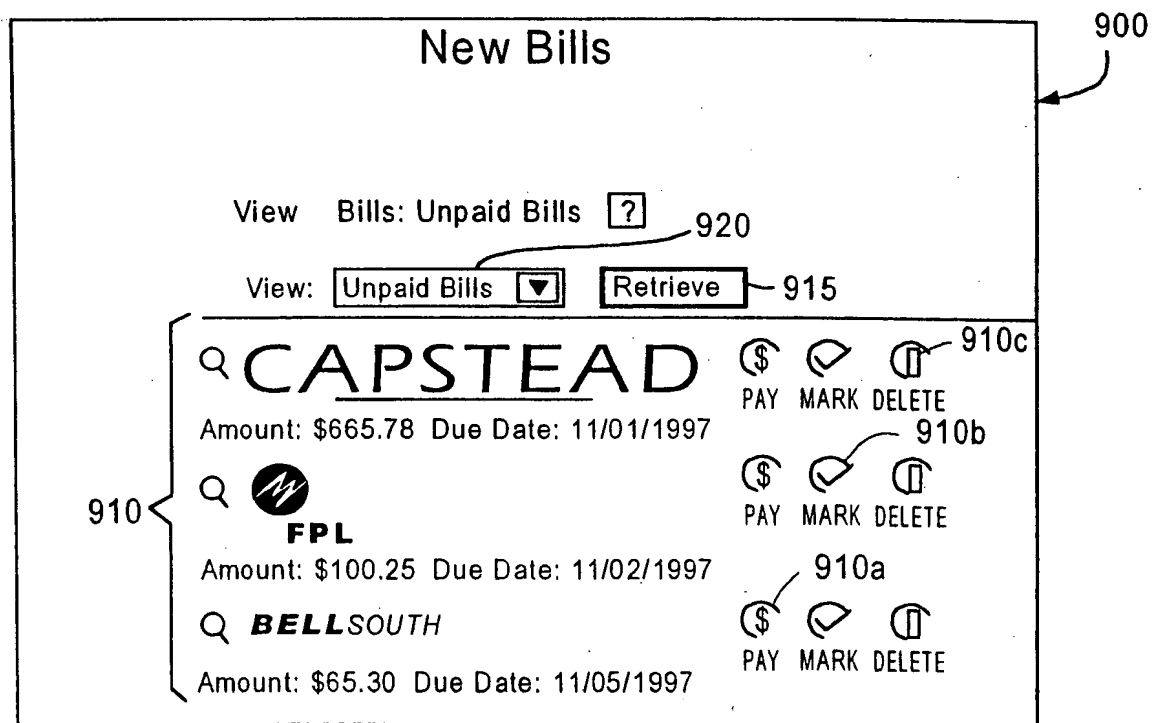 New Bills
900
View Bills: Unpaid Bills ?
920
View: Unpaid Bills Retrieve 915
CAPSTEAD $ 910c
PAY MARK DELETE
Amount: $665.78 Due Date: 11/01/1997
910b
910
$
FPL
PAY MARK DELETE
Amount: $100.25 Due Date: 11/02/1997
910a
BELLSOUTH $
PAY MARK DELETE
Amount: $65.30 Due Date: 11/05/1997